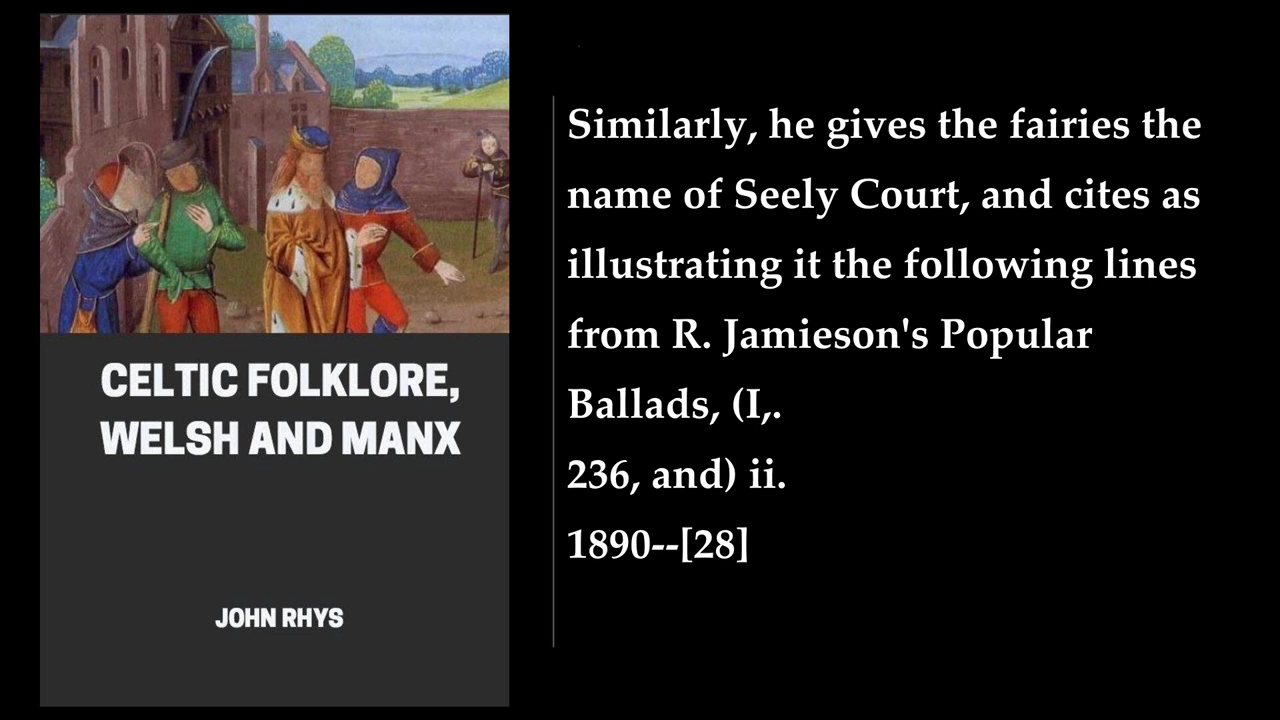 CELTIC FOLKLORE,
WELSH AND MANX
JOHN RHYS
Similarly, he gives the fairies the
name of Seely Court, and cites as
illustrating it the following lines
from R. Jamieson's Popular
Ballads, (I,.
236, and) ii.
1890--[28]